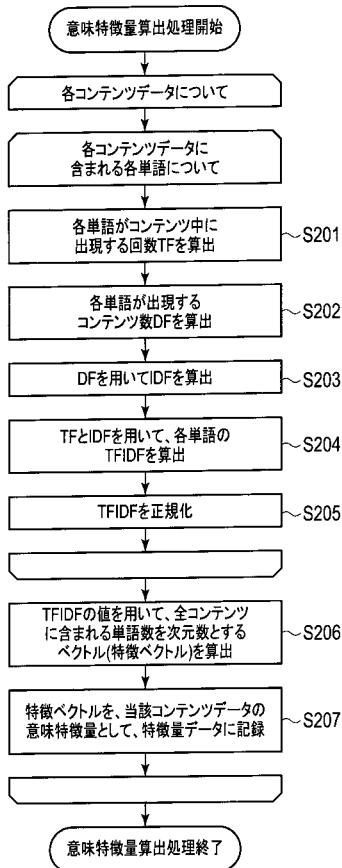 意味特徴量算出処理開始
各コンテンツデータについて
各コンテンツデータに
含まれる各単語について
各単語がコンテンツ中に
出現する回数TFを算出
S201
各単語が出現する
コンテンツ数DFを算出
S202
DFを用いてIDFを算出
S203
TFとIDFを用いて、各単語の
TFIDFを算出
S204
TFIDFを正規化
S205
TFIDFの値を用いて、全コンテンツ
に含まれる単語数を次元数とする
ベクトル(特徴ベクトル)を算出
S206
特徴ベクトルを、当該コンテンツデータの
意味特徴量として、特徴量データに記録
S207
意味特徴量算出処理終了